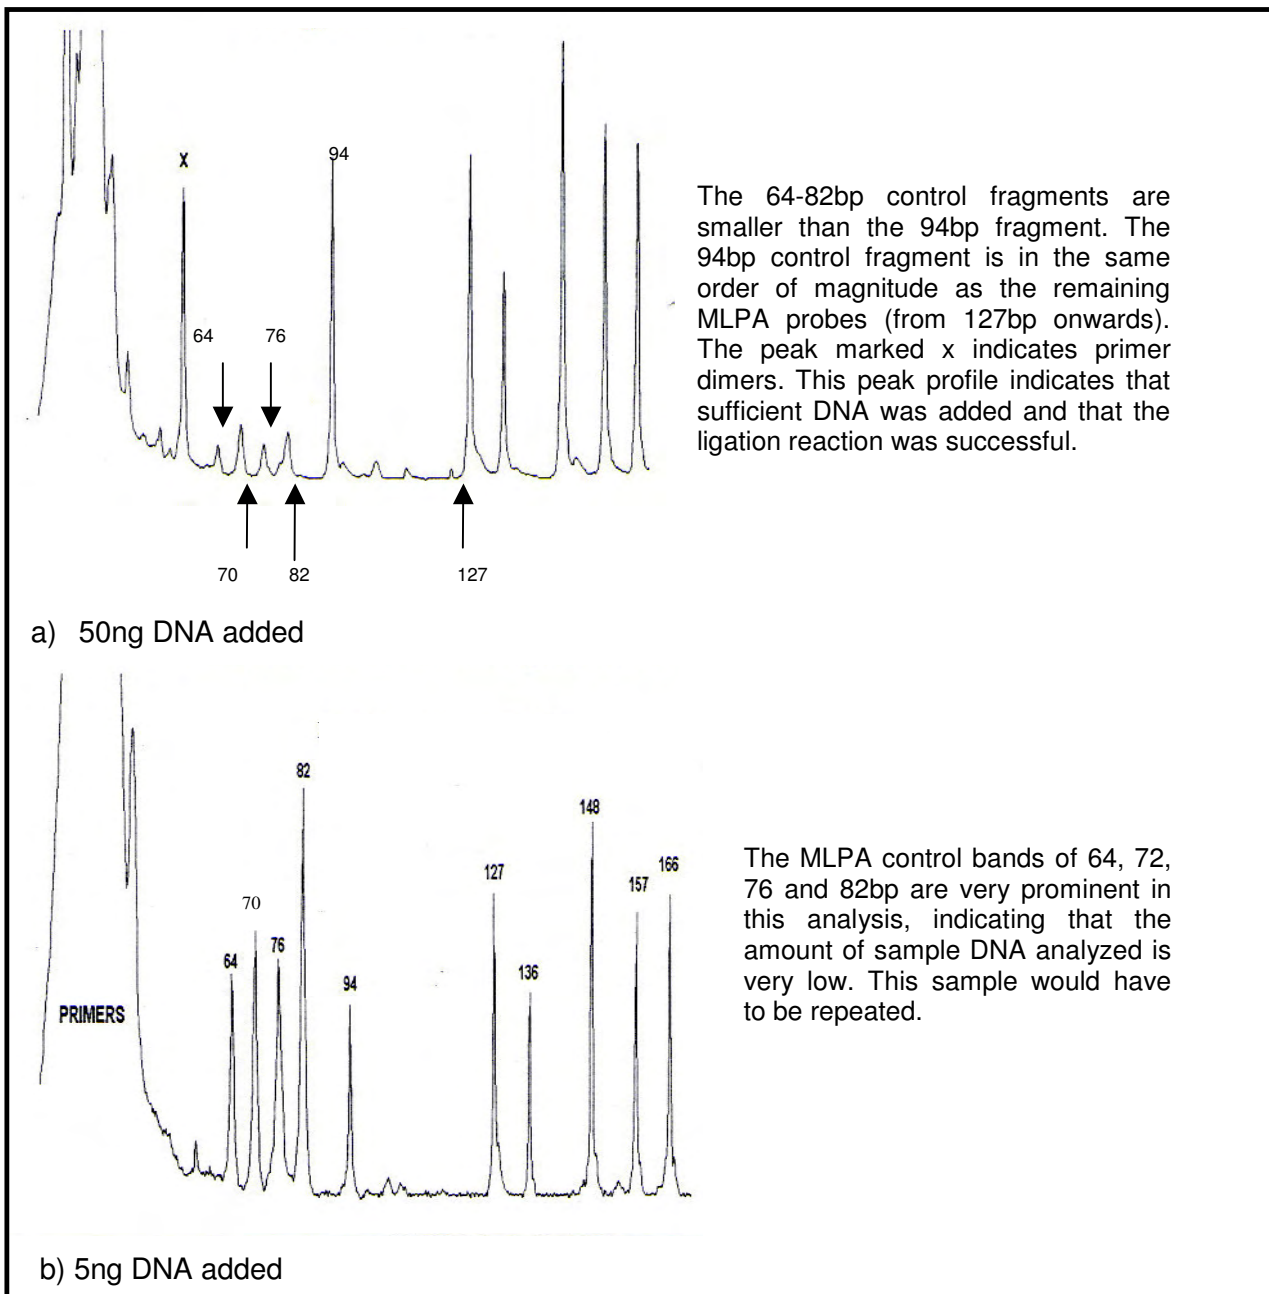 X
94
64
76
70
82
127
The 64-82bp control fragments are
smaller than the 94bp fragment. The
94bp control fragment is in the same
order of magnitude as the remaining
MLPA probes (from 127bp onwards).
The peak marked x indicates primer
dimers. This peak profile indicates that
sufficient DNA was added and that the
ligation reaction was successful.
a) 50ng DNA added
82
148
127
166
157
70
76
64
136
94
PRIMERS
The MLPA control bands of 64, 72,
76 and 82bp are very prominent in
this analysis, indicating that the
amount of sample DNA analyzed is
very low. This sample would have
to be repeated.
b) 5ng DNA added